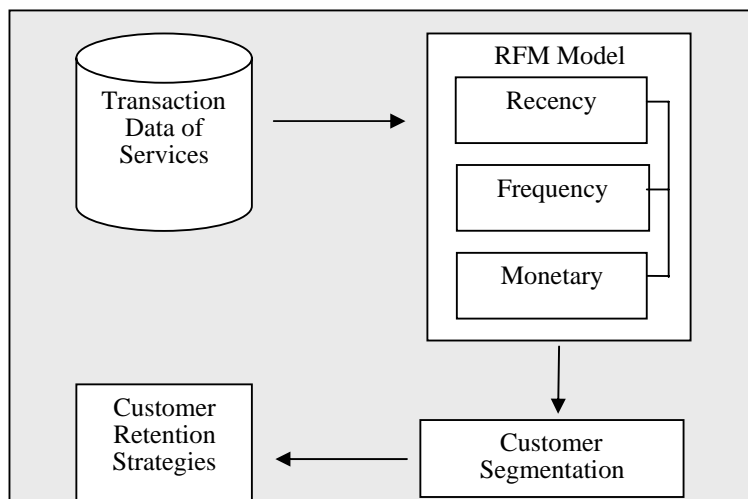 Transaction
Data of
Services
RFM Model
Recency
Frequency
Monetary
Customer
Segmentation
Customer
Retention
Strategies